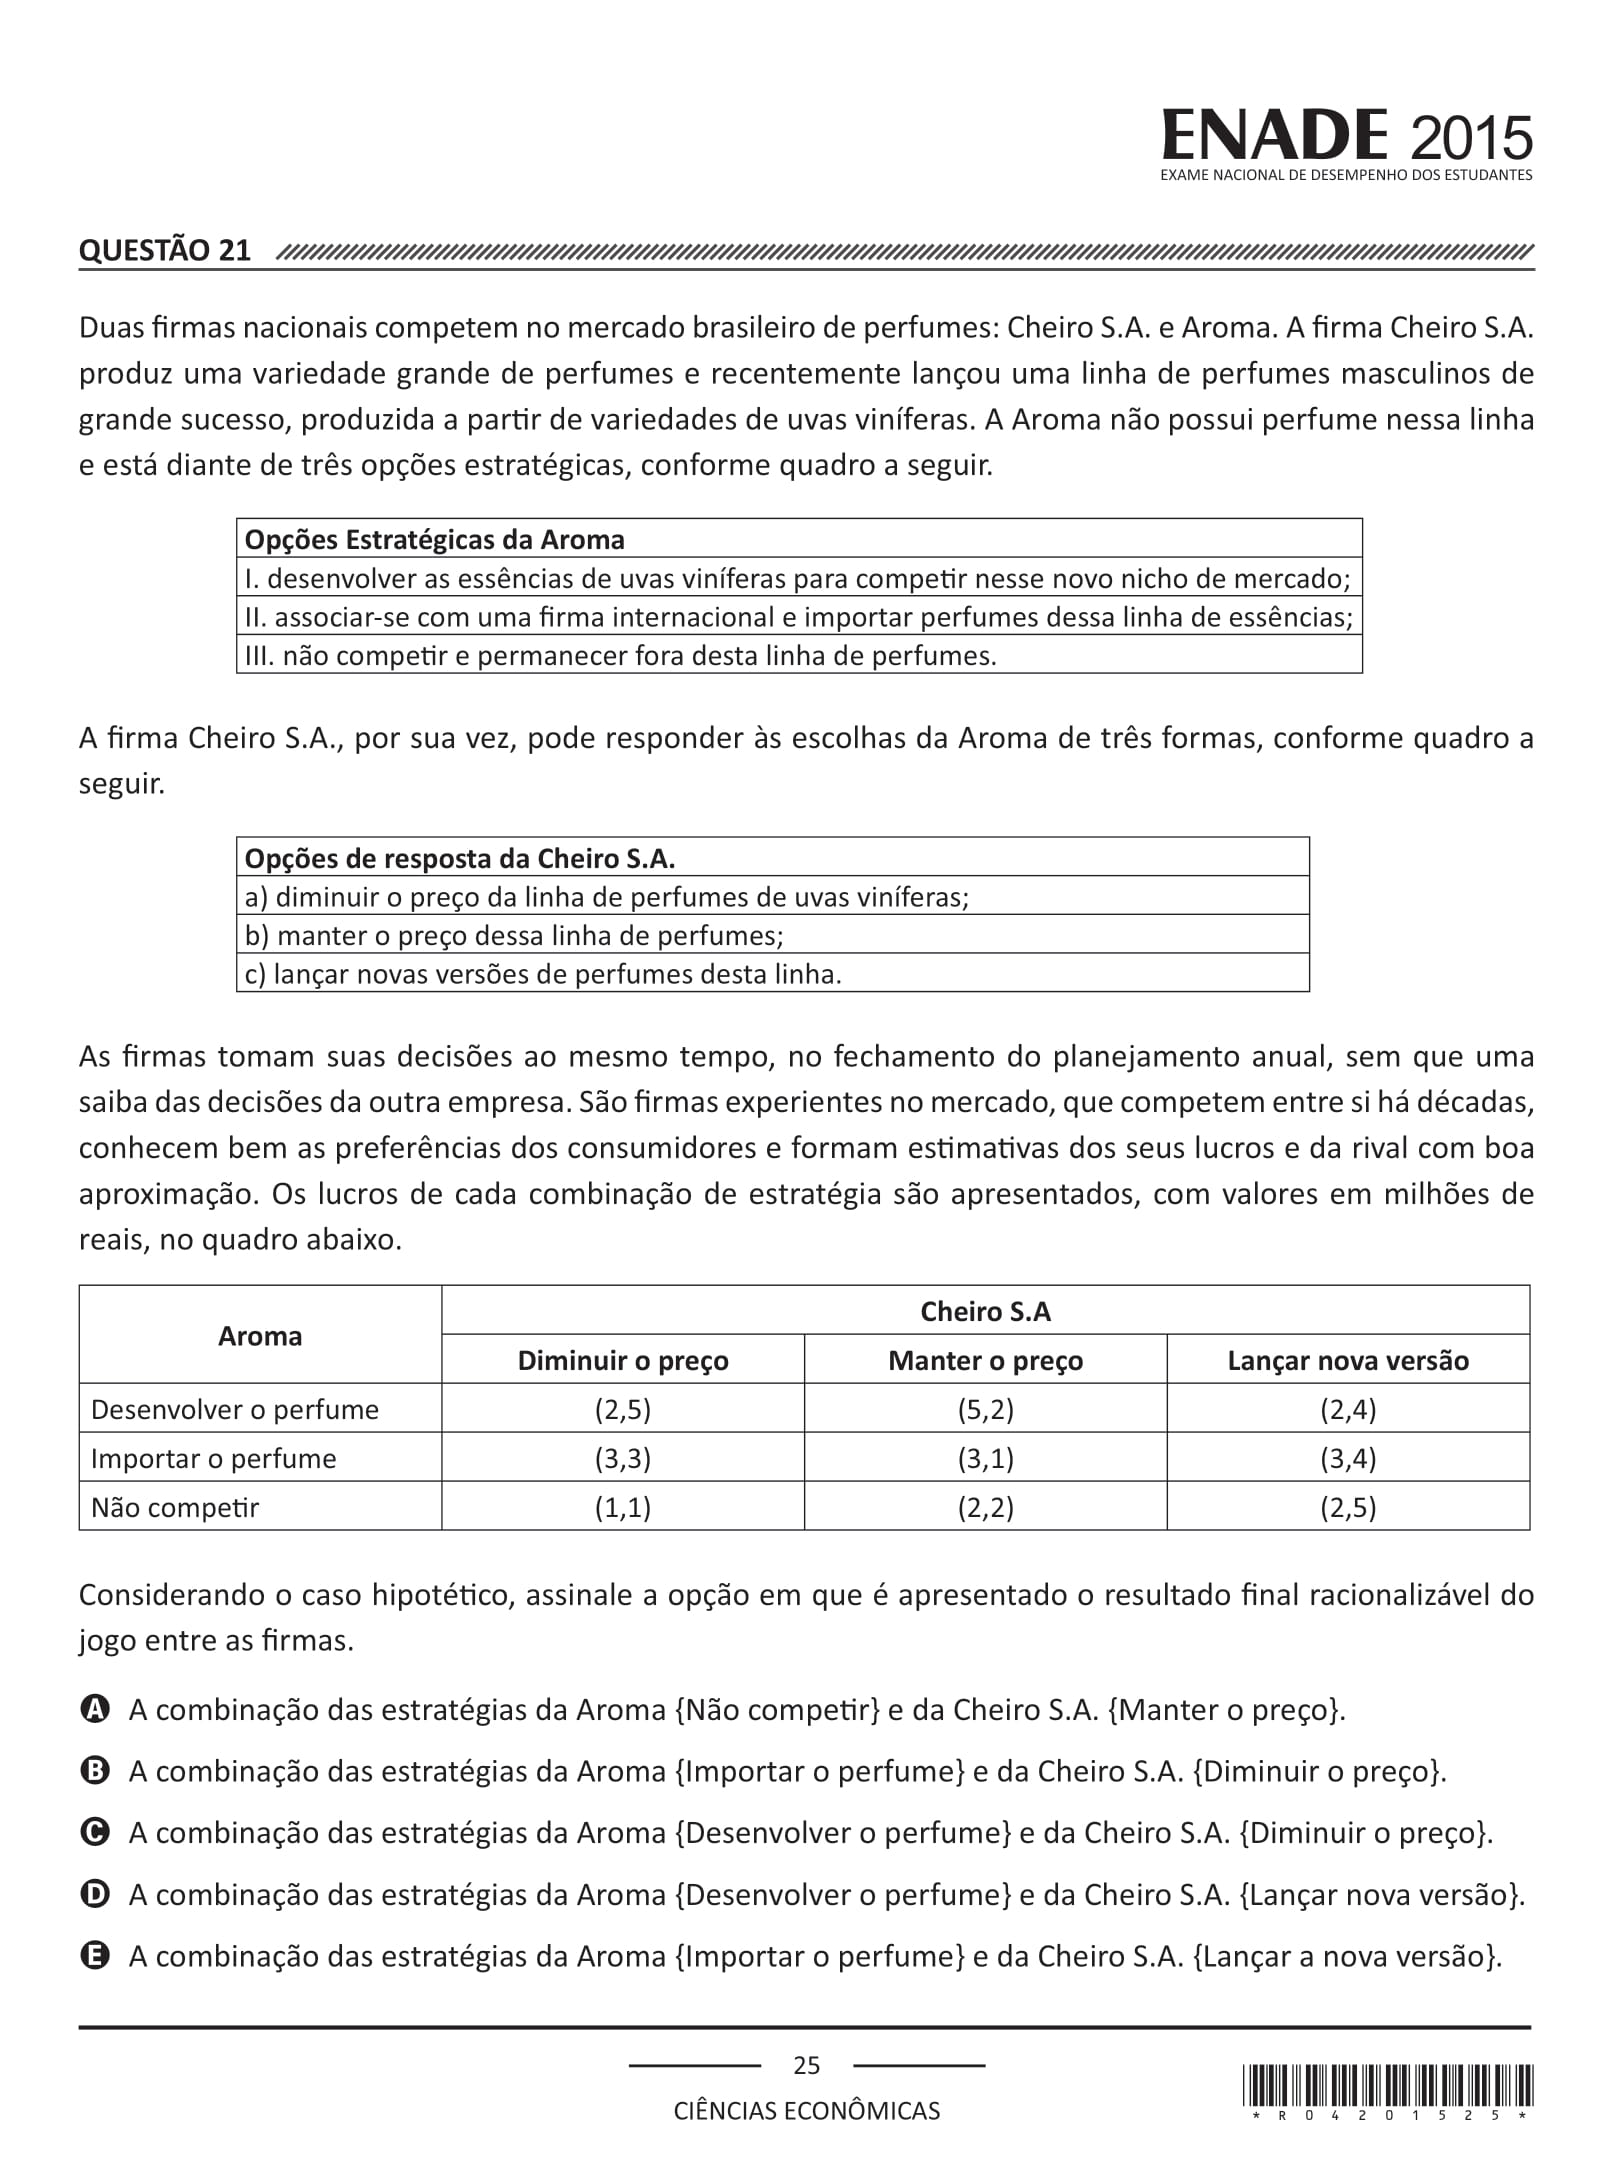 ENADE 2015
EXAME NACIONAL DE DESEMPENHO DOS ESTUDANTES
QUESTÃO 21
Duas firmas nacionais competem no mercado brasileiro de perfumes: Cheiro S.A. e Aroma. A firma Cheiro S.A.
produz uma variedade grande de perfumes e recentemente lançou uma linha de perfumes masculinos de
grande sucesso, produzida a partir de variedades de uvas viníferas. A Aroma não possui perfume nessa linha
e está diante de três opções estratégicas, conforme quadro a seguir.
Opções Estratégicas da Aroma
I. desenvolver as essências de uvas viníferas para competir nesse novo nicho de mercado;
II. associar-se com uma firma internacional e importar perfumes dessa linha de essências;
III. não competir e permanecer fora desta linha de perfumes.
A firma Cheiro S.A., por sua vez, pode responder às escolhas da Aroma de três formas, conforme quadro a
seguir.
Opções de resposta da Cheiro S.A.
a) diminuir o preço da linha de perfumes de uvas viníferas;
b) manter o preço dessa linha de perfumes;
c) lançar novas versões de perfumes desta linha.
As firmas tomam suas decisões ao mesmo tempo, no fechamento do planejamento anual, sem que uma
saiba das decisões da outra empresa. São firmas experientes no mercado, que competem entre si há décadas,
conhecem bem as preferências dos consumidores e formam estimativas dos seus lucros e da rival com boa
aproximação. Os lucros de cada combinação de estratégia são apresentados, com valores em milhões de
reais, no quadro abaixo.
Aroma Cheiro S.A
Diminuir o preço Manter o preço Lançar nova versão
Desenvolver o perfume (2,5) (5,2) (2,4)
Importar o perfume (3,3) (3,1) (3,4)
Não competir (1,1) (2,2) (2,5)
Considerando o caso hipotético, assinale a opção em que é apresentado o resultado final racionalizável do
jogo entre as firmas.
A A combinação das estratégias da Aroma {Não competir} e da Cheiro S.A. {Manter o preço}.
B A combinação das estratégias da Aroma {Importar o perfume} e da Cheiro S.A. {Diminuir o preço}.
C A combinação das estratégias da Aroma {Desenvolver o perfume} e da Cheiro S.A. {Diminuir o preço}.
D A combinação das estratégias da Aroma {Desenvolver o perfume} e da Cheiro S.A. {Lançar nova versão}.
E A combinação das estratégias da Aroma {Importar o perfume} e da Cheiro S.A. {Lançar a nova versão}.
25
CIÊNCIAS ECONÔMICAS
* R 0 4 2 0 1 5 2 5 *